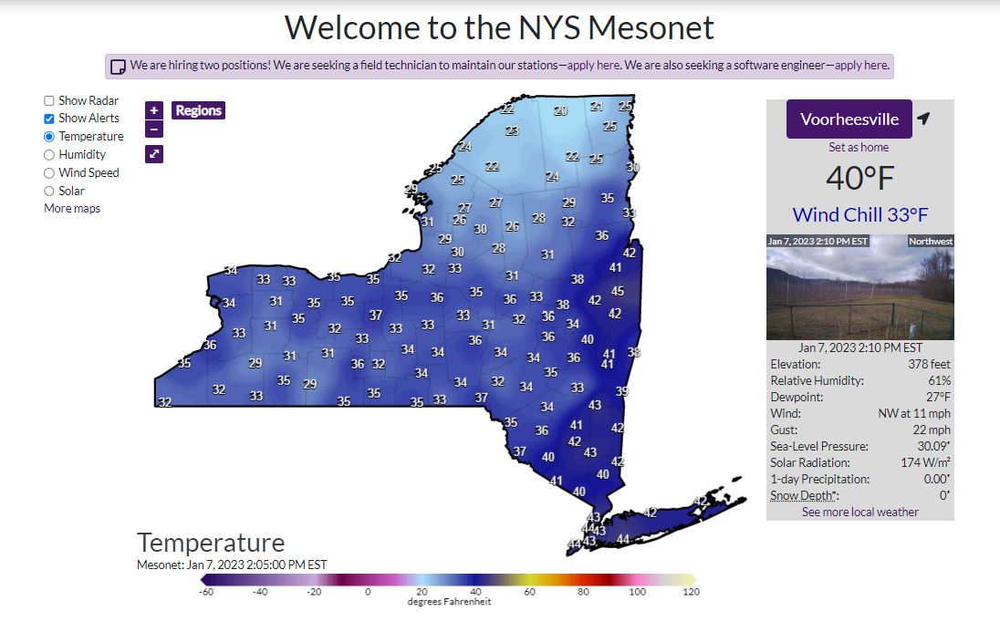 Welcome to the NYS Mesonet
We are hiring two positions! We are seeking a field technician to maintain our stations—apply here. We are also seeking a software engineer—apply here.
Show Radar
Show Alerts
Temperature
Humidity
Wind Speed
Solar
More maps
+
−
Regions
22 20 21 25
23 25
24
22 25
25 22 30
25 24
29
27 27 29 35
33
31 26 30 26 28 32
29 36
30 28 31 42
32
34 32 33 41
33 33 35 35 31 38
34 31 35 35 35 36 35 36 33 38 42 45
37 33 42
33 31 35 32 33 33 31 32 36 34
33 36 36 40
36 31 31 34 34 34 34 36 41 38
35 29 36 32 41
34 35
32 35 29 34 32 34 33 39
32 33 35 35 35 33 37
34 43
35 36 41 42
42
37 40 43 42
41 40
40
43 42 42
44 43
44 43 44
Temperature
Mesonet: Jan 7, 2023 2:05:00 PM EST
-60 -40 -20 0 20 40 60 80 100 120
degrees Fahrenheit
Voorheesville
Set as home
40°F
Wind Chill 33°F
Jan 7, 2023 2:10 PM EST Northwest
Jan 7, 2023 2:10 PM EST
Elevation: 378 feet
Relative Humidity: 61%
Dewpoint: 27°F
Wind: NW at 11 mph
Gust: 22 mph
Sea-Level Pressure: 30.09"
Solar Radiation: 174 W/m²
1-day Precipitation: 0.00"
Snow Depth*: 0"
See more local weather